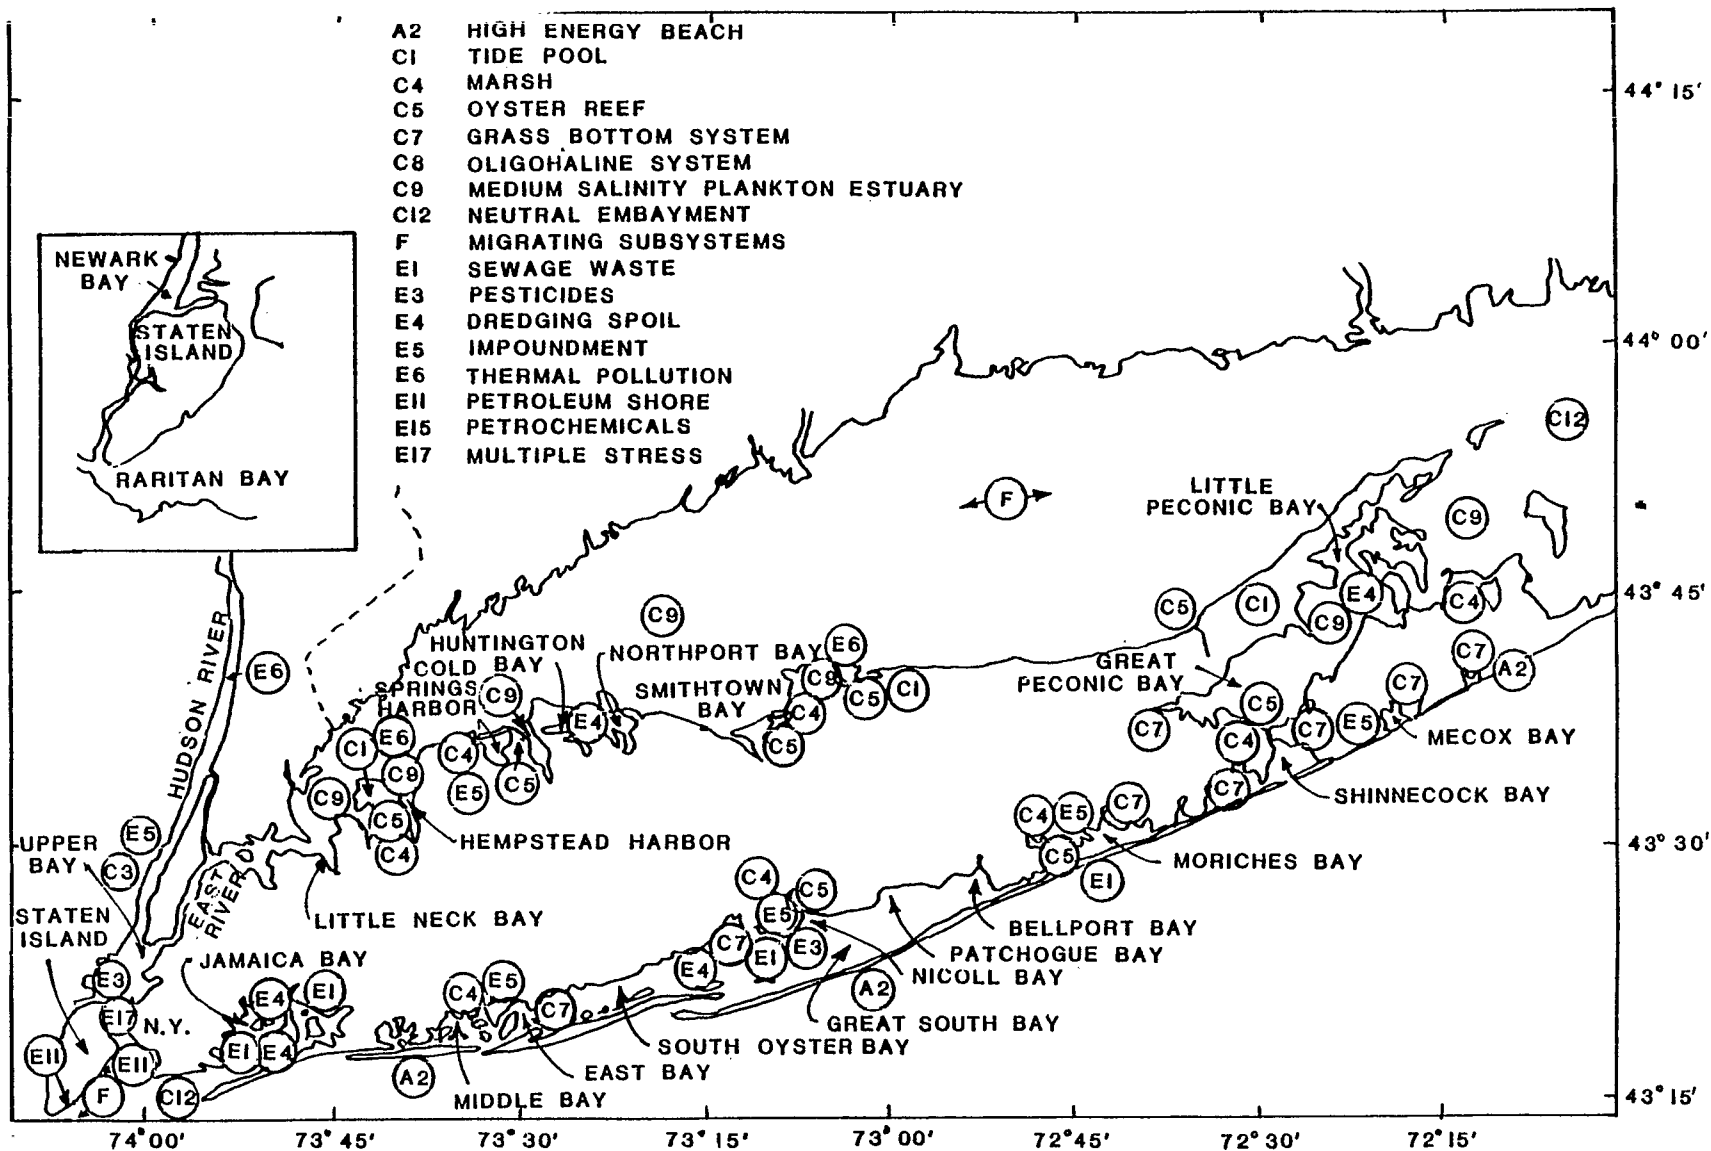 A2 HIGH ENERGY BEACH
C1 TIDE POOL
C4 MARSH
C5 OYSTER REEF
C7 GRASS BOTTOM SYSTEM
C8 OLIGOHALINE SYSTEM
C9 MEDIUM SALINITY PLANKTON ESTUARY
C12 NEUTRAL EMBAYMENT
F MIGRATING SUBSYSTEMS
E1 SEWAGE WASTE
E3 PESTICIDES
E4 DREDGING SPOIL
E5 IMPOUNDMENT
E6 THERMAL POLLUTION
E11 PETROLEUM SHORE
E15 PETROCHEMICALS
E17 MULTIPLE STRESS
NEWARK
BAY
STATEN
ISLAND
RARITAN BAY
44° 15'
44° 00'
43° 45'
43° 30'
43° 15'
C12
F
LITTLE
PECONIC BAY
C9
C5
C1
E4
C9
C4
C9
HUDSON RIVER
E6
HUNTINGTON
BAY
COLD
SPRINGS
HARBOR
C9
NORTHPORT BAY
E4
SMITHTOWN
BAY
E6
C9
C4
C5
C1
C5
GREAT
PECONIC BAY
C7
C5
C4
C7
E5
C7
C7
A2
MECOX BAY
C7
SHINNECOCK BAY
C1
E6
C9
C4
E5
C5
C9
C5
C4
HEMPSTEAD HARBOR
UPPER
BAY
E5
C3
EAST
RIVER
LITTLE NECK BAY
C4
E5
C7
C5
E1
MORICHES BAY
C4
C5
E5
C7
E1
E3
E4
BELLPORT BAY
PATCHOGUE BAY
NICOLL BAY
A2
GREAT SOUTH BAY
STATEN
ISLAND
JAMAICA BAY
E3
E17
N.Y.
E4
E1
E1
E4
E11
E11
F
C12
C4
E5
C7
SOUTH OYSTER BAY
EAST BAY
A2
MIDDLE BAY
74° 00'
73° 45'
73° 30'
73° 15'
73° 00'
72° 45'
72° 30'
72° 15'